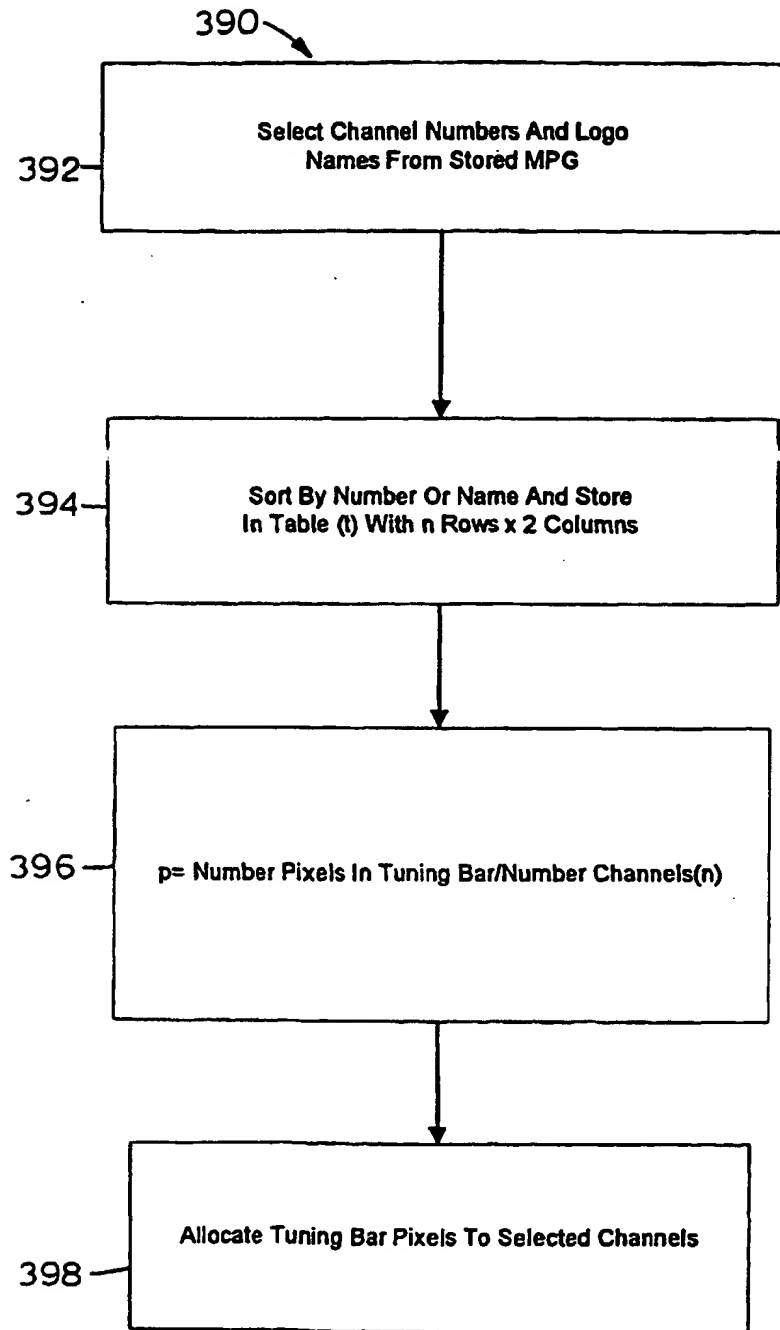 390
392
Select Channel Numbers And Logo
Names From Stored MPG
394
Sort By Number Or Name And Store
In Table (t) With n Rows x 2 Columns
396
p= Number Pixels In Tuning Bar/Number Channels(n)
398
Allocate Tuning Bar Pixels To Selected Channels